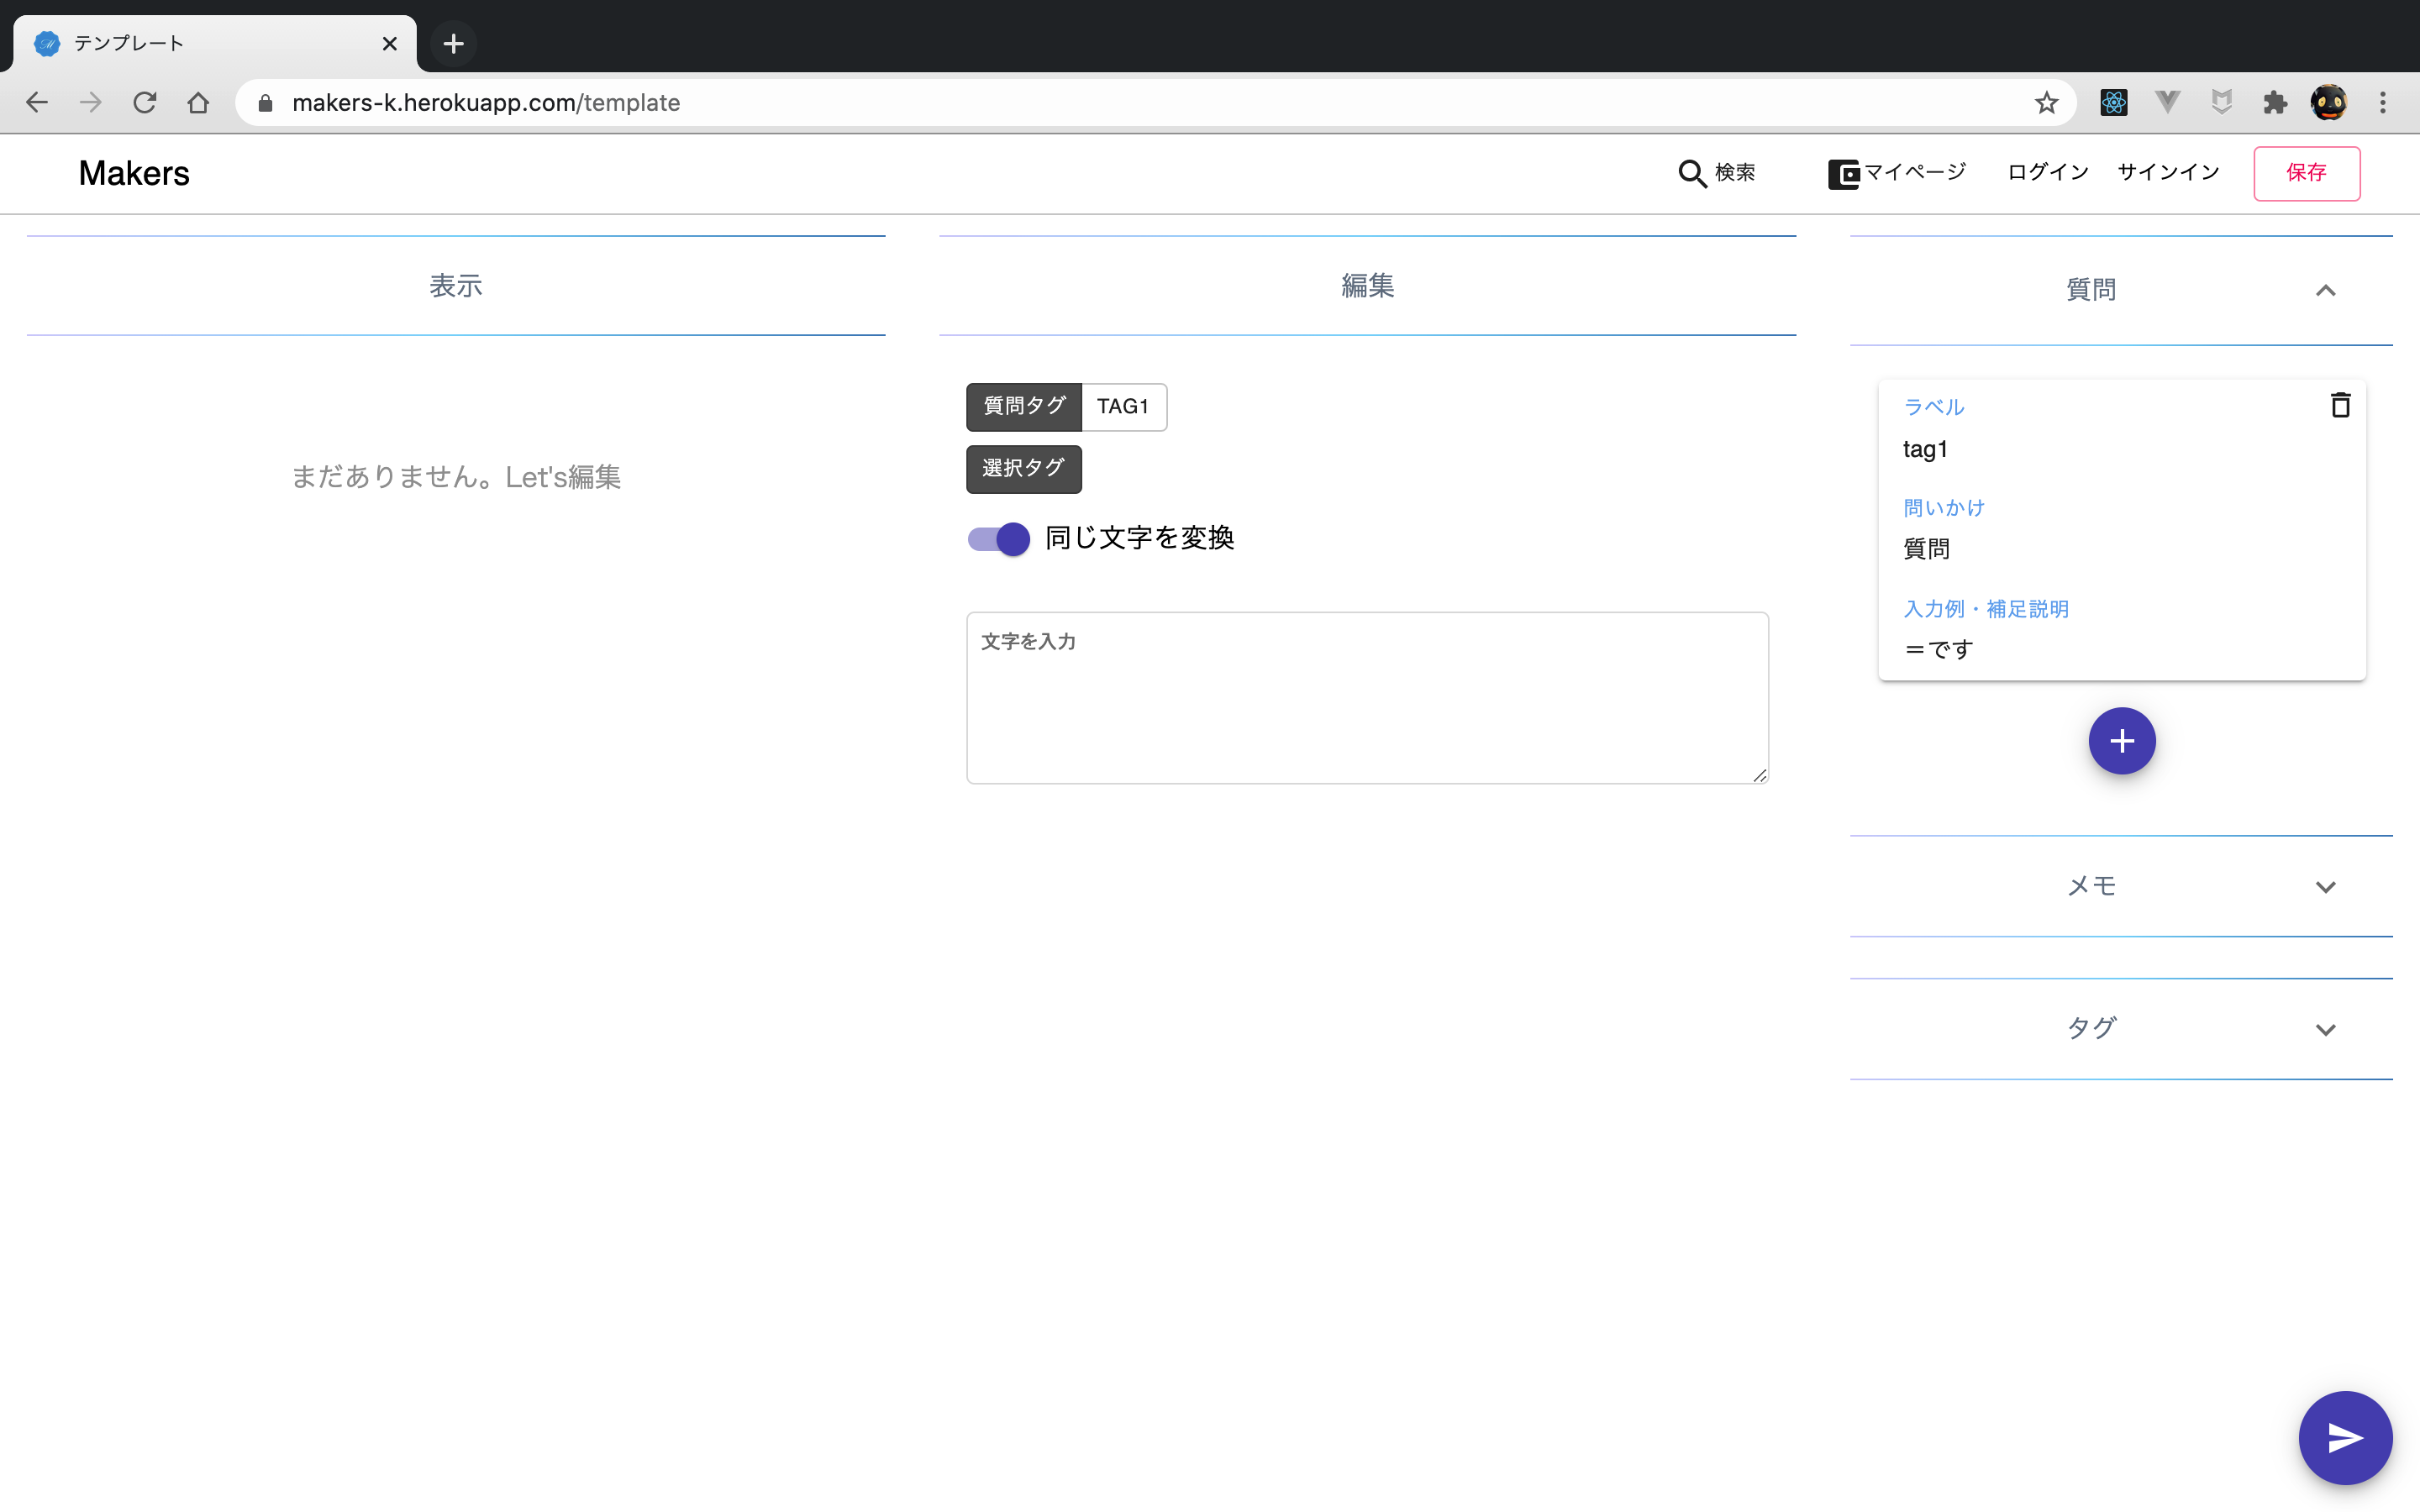 テンプレート
makers-k.herokuapp.com/template
Makers
検索
マイページ
ログイン
サインイン
保存
表示
まだありません。Let's編集
編集
質問タグ TAG1
選択タグ
同じ文字を変換
文字を入力
質問
ラベル
tag1
問いかけ
質問
入力例・補足説明
＝です
メモ
タグ